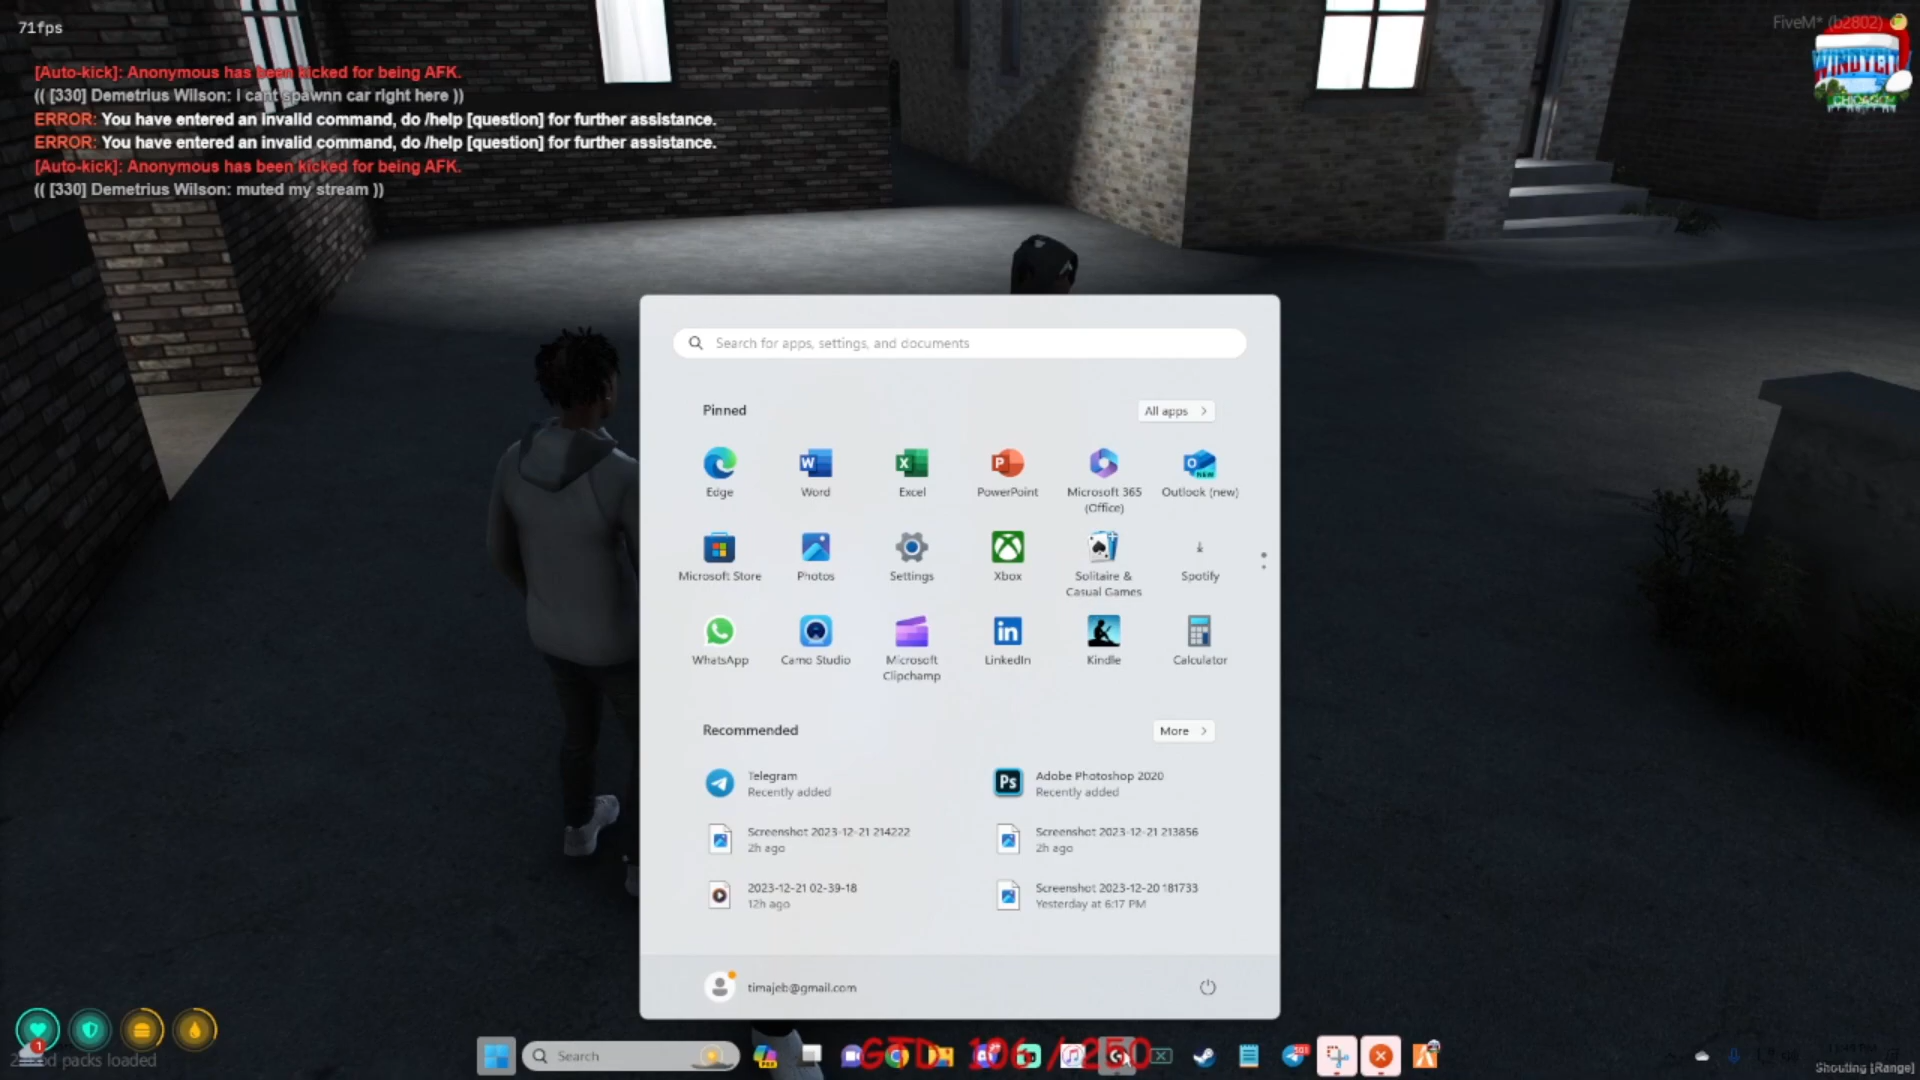 71fps
FiveM* (b2802)
WINDYCITY
CHICAGO
[Auto-kick]: Anonymous has been kicked for being AFK.
(( [330] Demetrius Wilson: I cant spawnn car right here ))
ERROR: You have entered an invalid command, do /help [question] for further assistance.
ERROR: You have entered an invalid command, do /help [question] for further assistance.
[Auto-kick]: Anonymous has been kicked for being AFK.
(( [330] Demetrius Wilson: muted my stream ))
Search for apps, settings, and documents
Pinned
All apps
Edge
Word
Excel
PowerPoint
Microsoft 365
(Office)
Outlook (new)
Microsoft Store
Photos
Settings
Xbox
Solitaire &
Casual Games
Spotify
WhatsApp
Camo Studio
Microsoft
Clipchamp
LinkedIn
Kindle
Calculator
Recommended
More
Telegram
Recently added
Adobe Photoshop 2020
Recently added
Screenshot 2023-12-21 214222
2h ago
Screenshot 2023-12-21 213856
2h ago
2023-12-21 02-39-18
12h ago
Screenshot 2023-12-20 181733
Yesterday at 6:17 PM
timajeb@gmail.com
1
packs loaded
Search
GTD: 106 / 250
Shouting [Range]